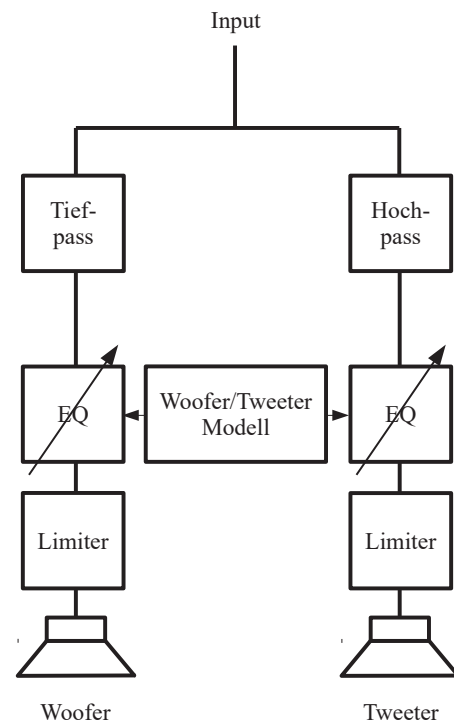 Input
Tief-
pass
Hoch-
pass
EQ
Woofer/Tweeter
Modell
EQ
Limiter
Limiter
Woofer
Tweeter